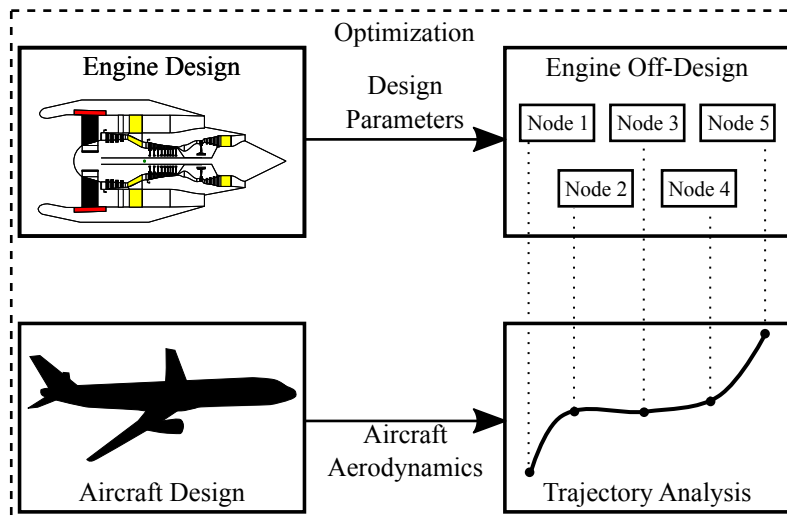 Optimization
Engine Design
Design
Parameters
Engine Off-Design
Node 1
Node 3
Node 5
Node 2
Node 4
Aircraft Design
Aircraft
Aerodynamics
Trajectory Analysis